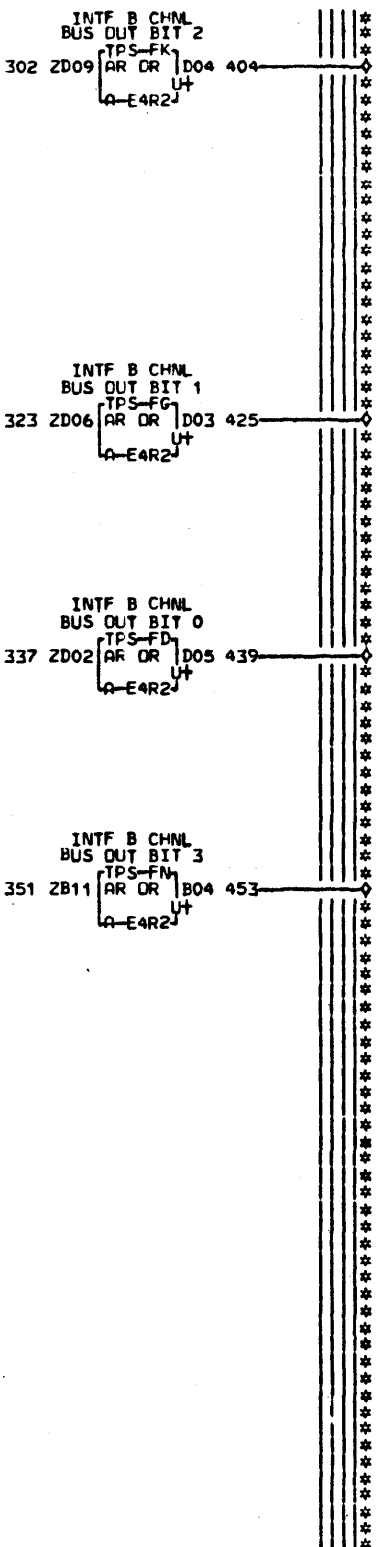 INTF B CHNL
BUS OUT BIT 2
TPS-FK
302 ZD09 AR OR D04 404
U+
A-E4R2
INTF B CHNL
BUS OUT BIT 1
TPS-FG
323 ZD06 AR OR D03 425
U+
A-E4R2
INTF B CHNL
BUS OUT BIT 0
TPS-FD
337 ZD02 AR OR D05 439
U+
A-E4R2
INTF B CHNL
BUS OUT BIT 3
TPS-FN
351 ZB11 AR OR B04 453
U+
A-E4R2